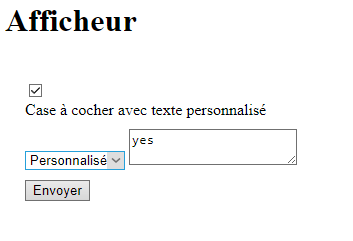 Afficheur
Case à cocher avec texte personnalisé
Personnalisé yes
Envoyer